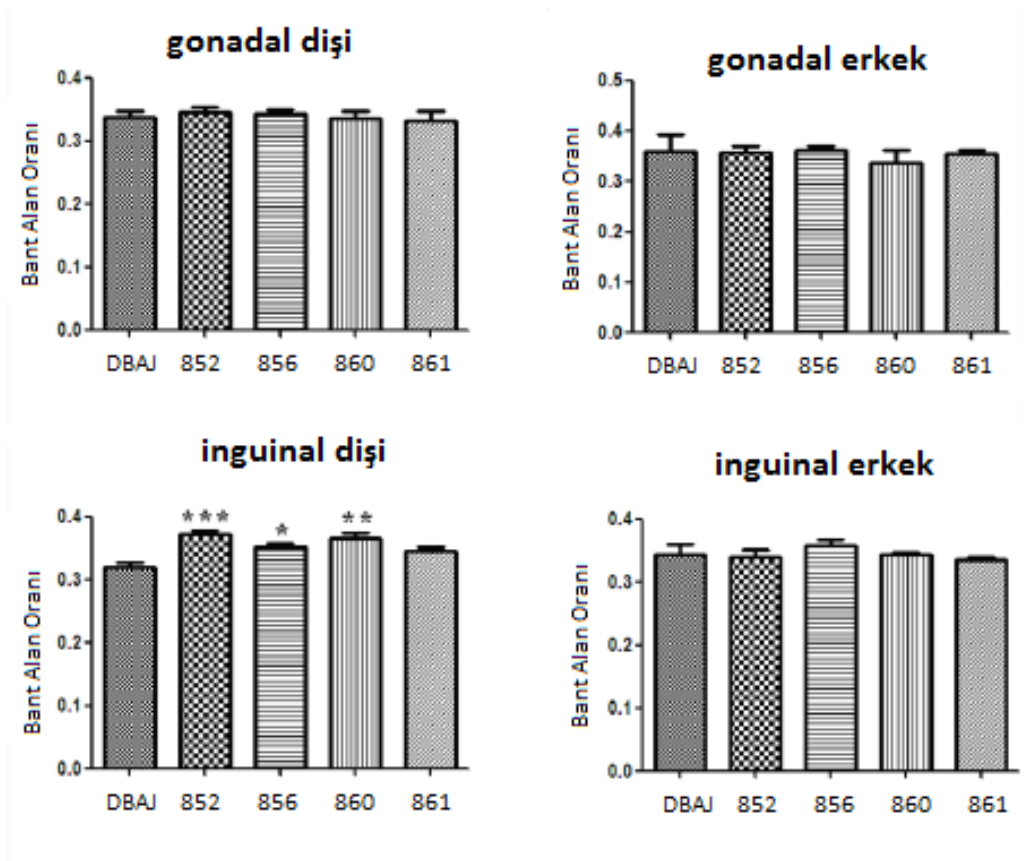 gonadal dişi
Bant Alan Oranı
0.4
0.3
0.2
0.1
0.0
DBAJ 852 856 860 861
gonadal erkek
Bant Alan Oranı
0.5
0.4
0.3
0.2
0.1
0.0
DBAJ 852 856 860 861
inguinal dişi
Bant Alan Oranı
0.4
0.3
0.2
0.1
0.0
*** * **
DBAJ 852 856 860 861
inguinal erkek
Bant Alan Oranı
0.4
0.3
0.2
0.1
0.0
DBAJ 852 856 860 861